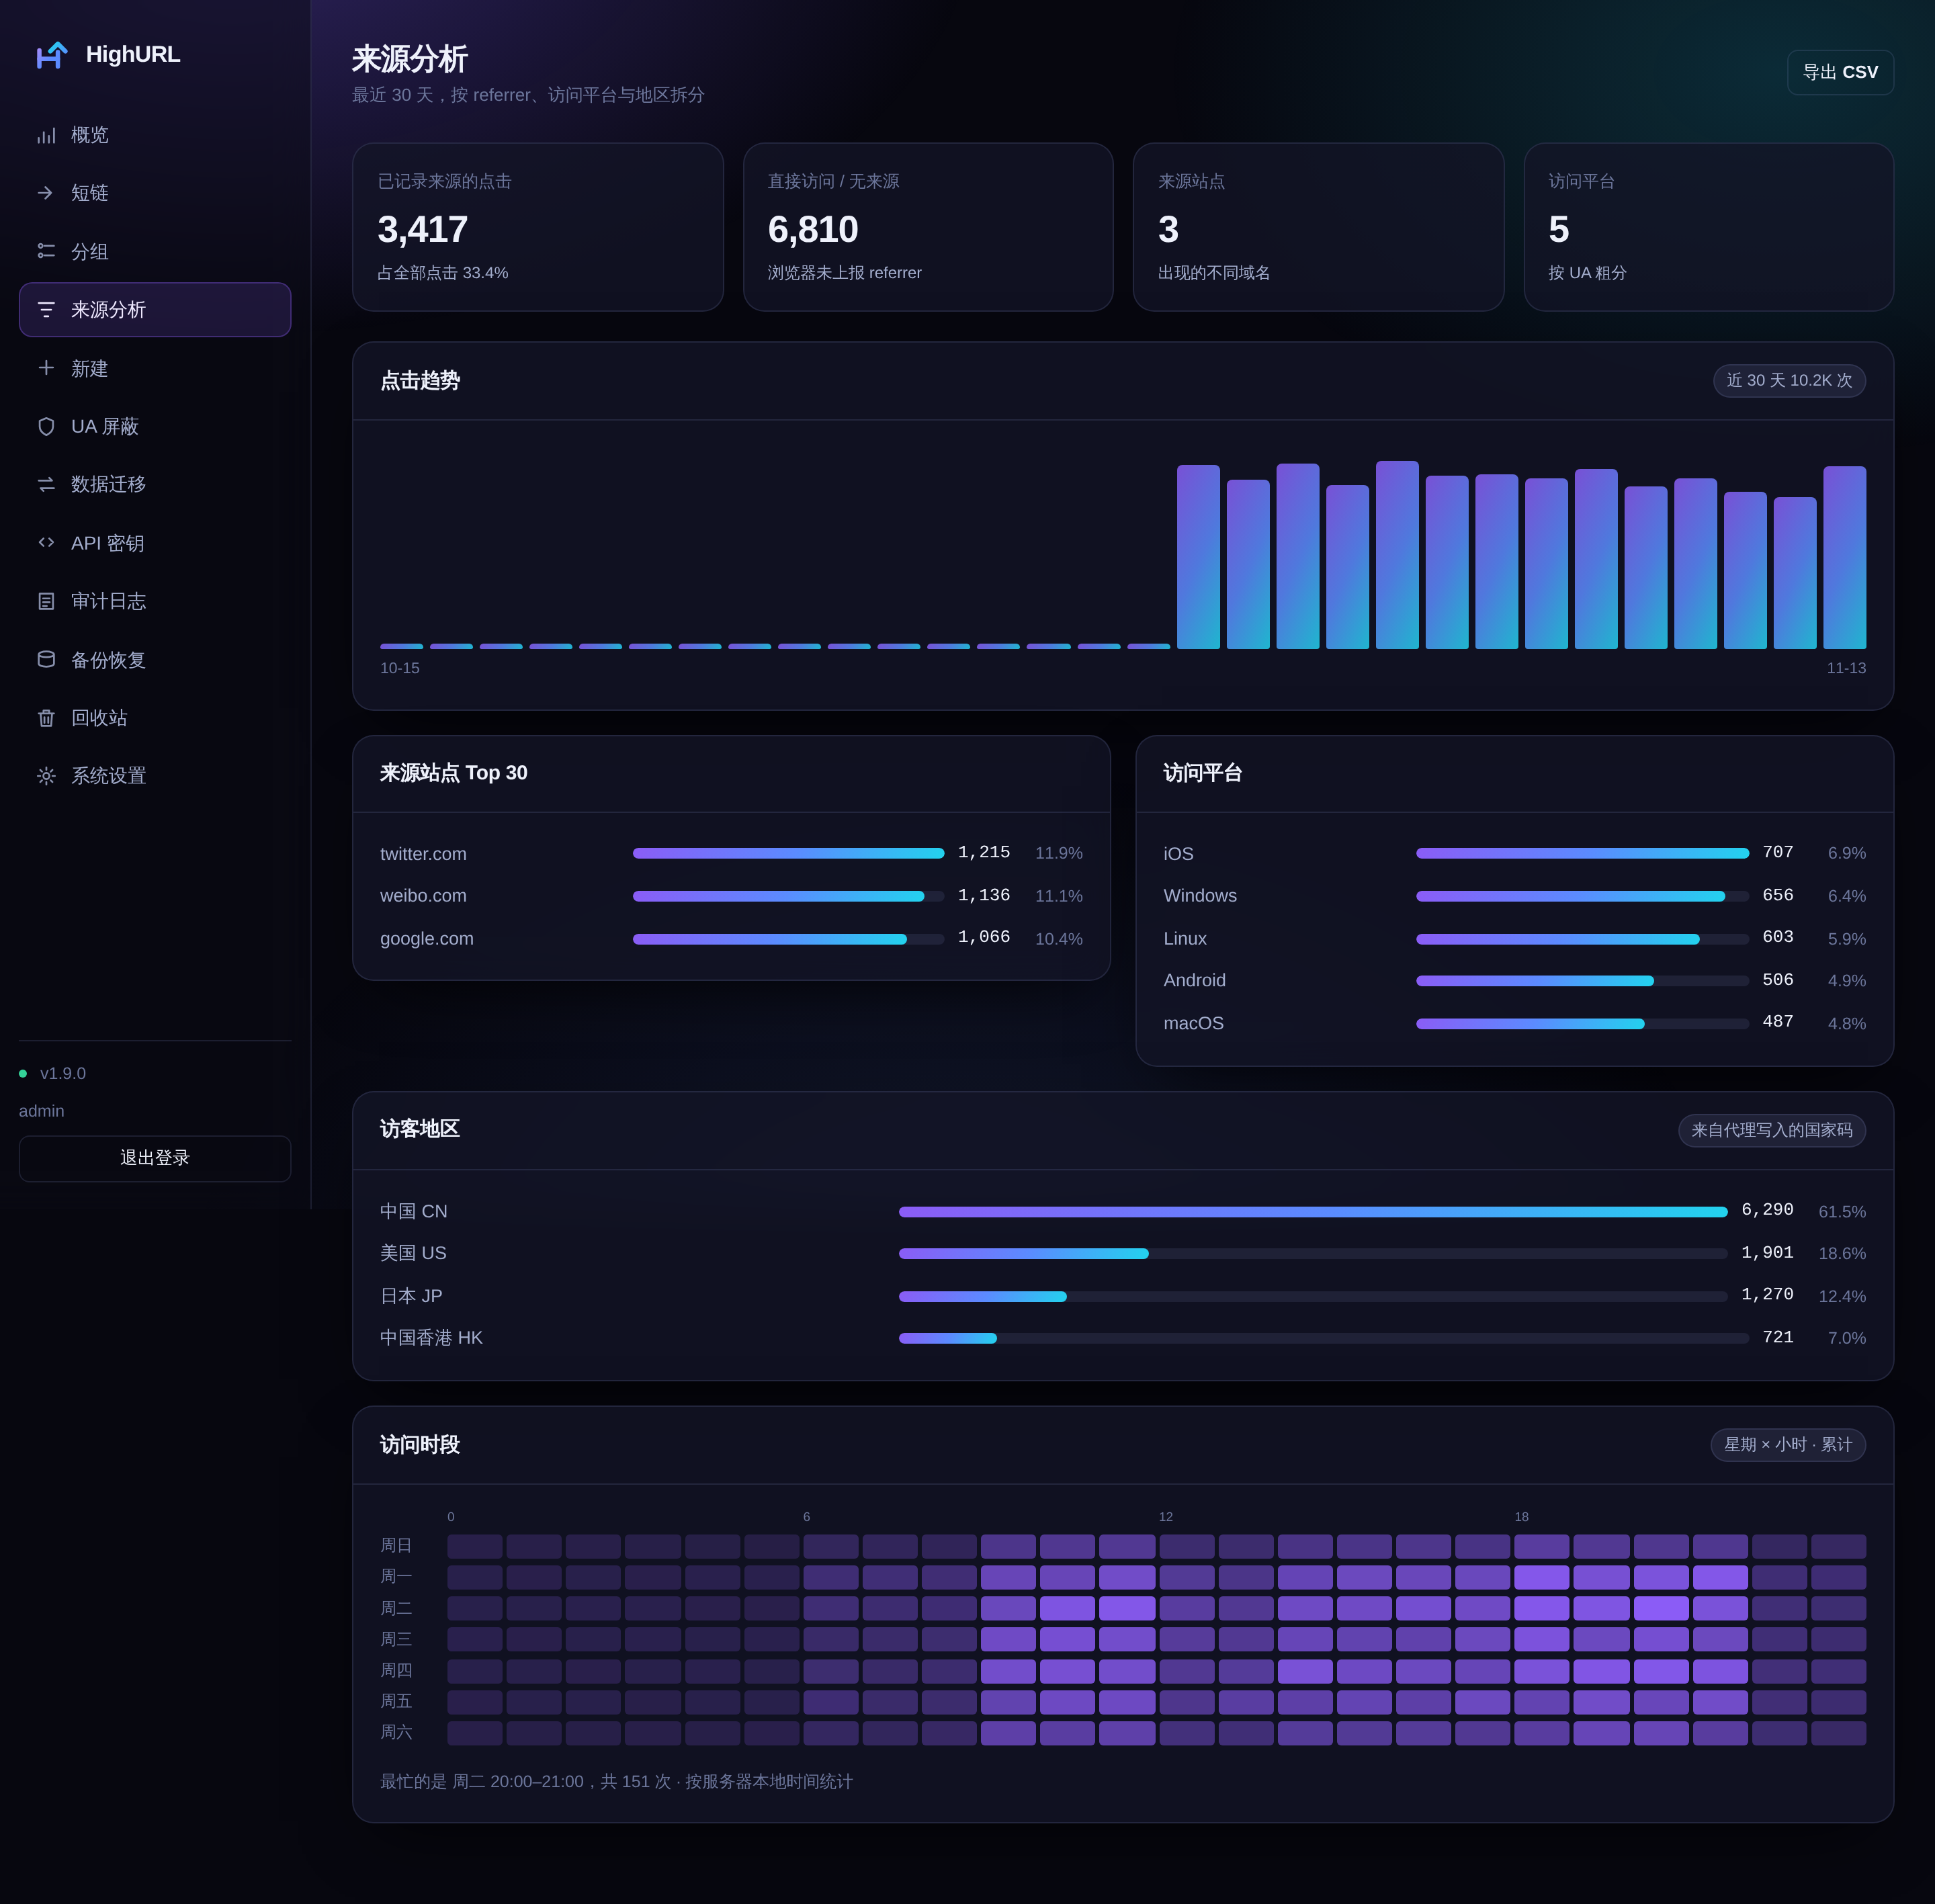 HighURL
概览
短链
分组
来源分析
新建
UA 屏蔽
数据迁移
API 密钥
审计日志
备份恢复
回收站
系统设置
v1.9.0
admin
退出登录
来源分析
最近 30 天，按 referrer、访问平台与地区拆分
导出 CSV
已记录来源的点击
3,417
占全部点击 33.4%
直接访问 / 无来源
6,810
浏览器未上报 referrer
来源站点
3
出现的不同域名
访问平台
5
按 UA 粗分
点击趋势
近 30 天 10.2K 次
10-15
11-13
来源站点 Top 30
twitter.com 1,215 11.9%
weibo.com 1,136 11.1%
google.com 1,066 10.4%
访问平台
iOS 707 6.9%
Windows 656 6.4%
Linux 603 5.9%
Android 506 4.9%
macOS 487 4.8%
访客地区
来自代理写入的国家码
中国 CN 6,290 61.5%
美国 US 1,901 18.6%
日本 JP 1,270 12.4%
中国香港 HK 721 7.0%
访问时段
星期 × 小时 · 累计
0 6 12 18
周日
周一
周二
周三
周四
周五
周六
最忙的是 周二 20:00–21:00，共 151 次 · 按服务器本地时间统计